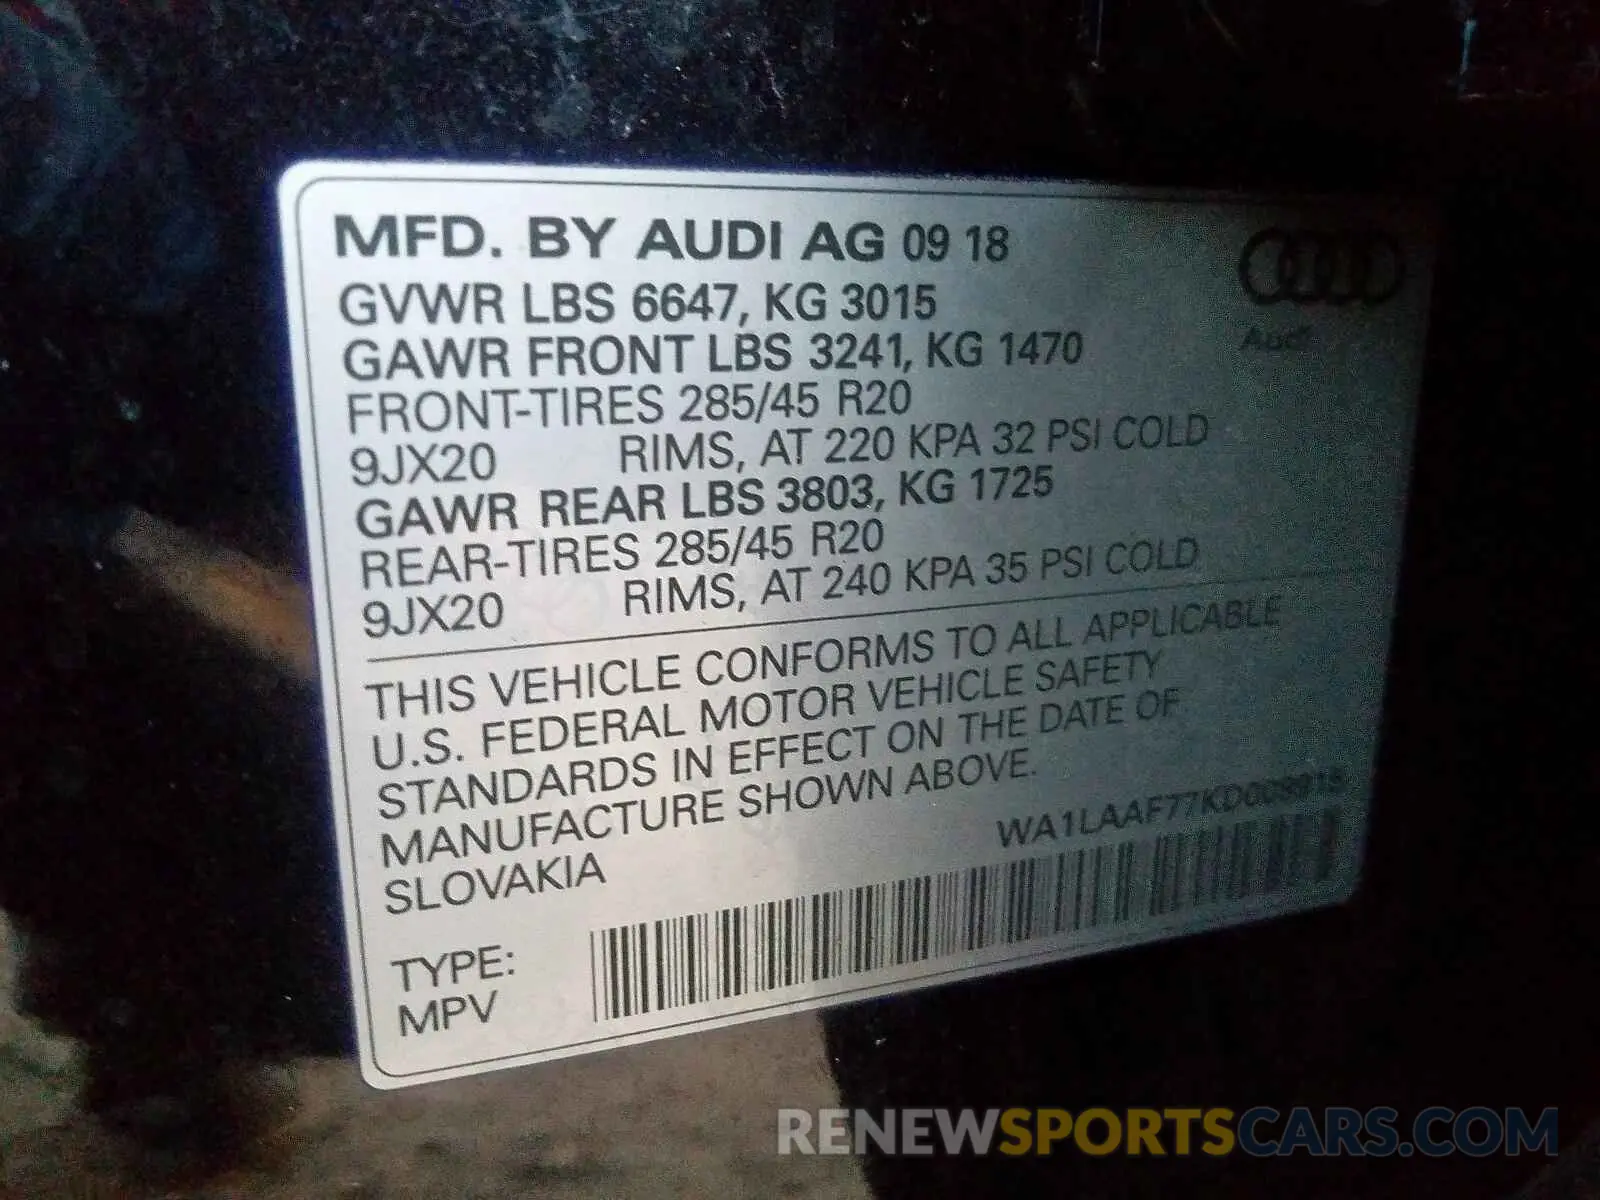 MFD. BY AUDI AG 09 18
GVWR LBS 6647, KG 3015
GAWR FRONT LBS 3241, KG 1470
FRONT-TIRES 285/45 R20
9JX20 RIMS, AT 220 KPA 32 PSI COLD
GAWR REAR LBS 3803, KG 1725
REAR-TIRES 285/45 R20
9JX20 RIMS, AT 240 KPA 35 PSI COLD
THIS VEHICLE CONFORMS TO ALL APPLICABLE
U.S. FEDERAL MOTOR VEHICLE SAFETY
STANDARDS IN EFFECT ON THE DATE OF
MANUFACTURE SHOWN ABOVE.
SLOVAKIA
TYPE:
MPV
Audi
RENEWSPORTSCARS.COM